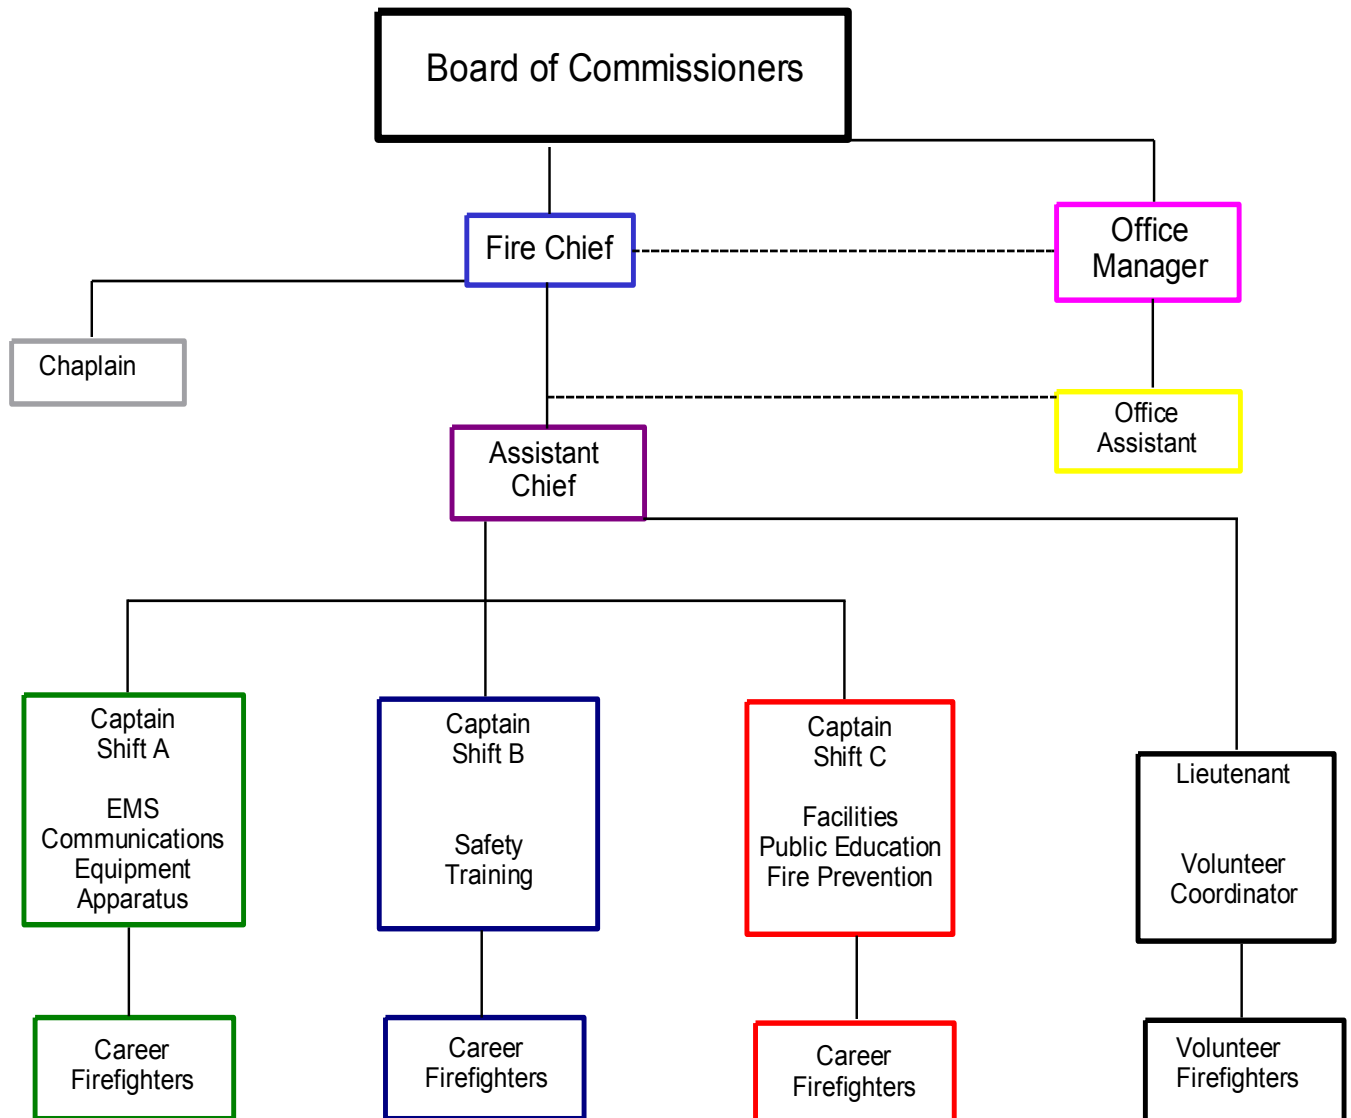 Board of Commissioners
Fire Chief
Office
Manager
Chaplain
Office
Assistant
Assistant
Chief
Captain
Shift A
EMS
Communications
Equipment
Apparatus
Captain
Shift B
Safety
Training
Captain
Shift C
Facilities
Public Education
Fire Prevention
Lieutenant
Volunteer
Coordinator
Career
Firefighters
Career
Firefighters
Career
Firefighters
Volunteer
Firefighters